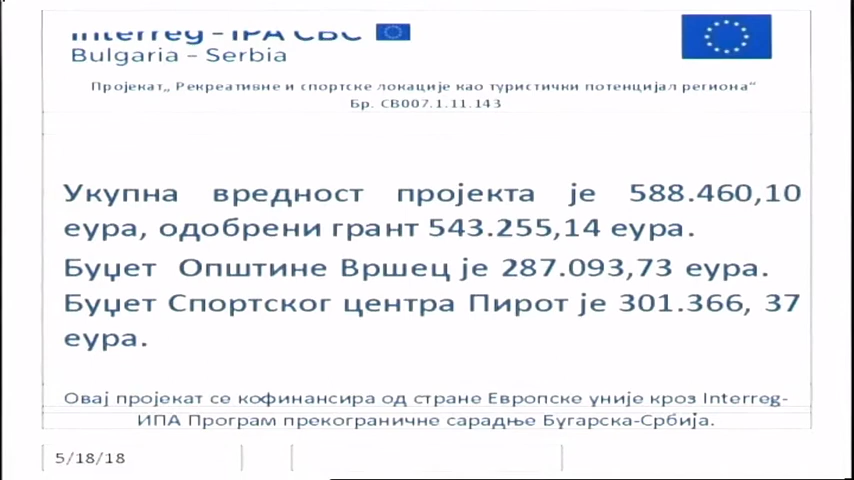 Interreg - IPA CBC
Bulgaria - Serbia
Пројекат„ Рекреативне и спортске локације као туристички потенцијал региона“
Бр. CB007.1.11.143
Укупна вредност пројекта је 588.460,10
еура, одобрени грант 543.255,14 еура.
Буџет Општине Вршец је 287.093,73 еура.
Буџет Спортског центра Пирот је 301.366, 37
еура.
Овај пројекат се кофинансира од стране Европске уније кроз Interreg-
ИПА Програм прекограничне сарадње Бугарска-Србија.
5/18/18